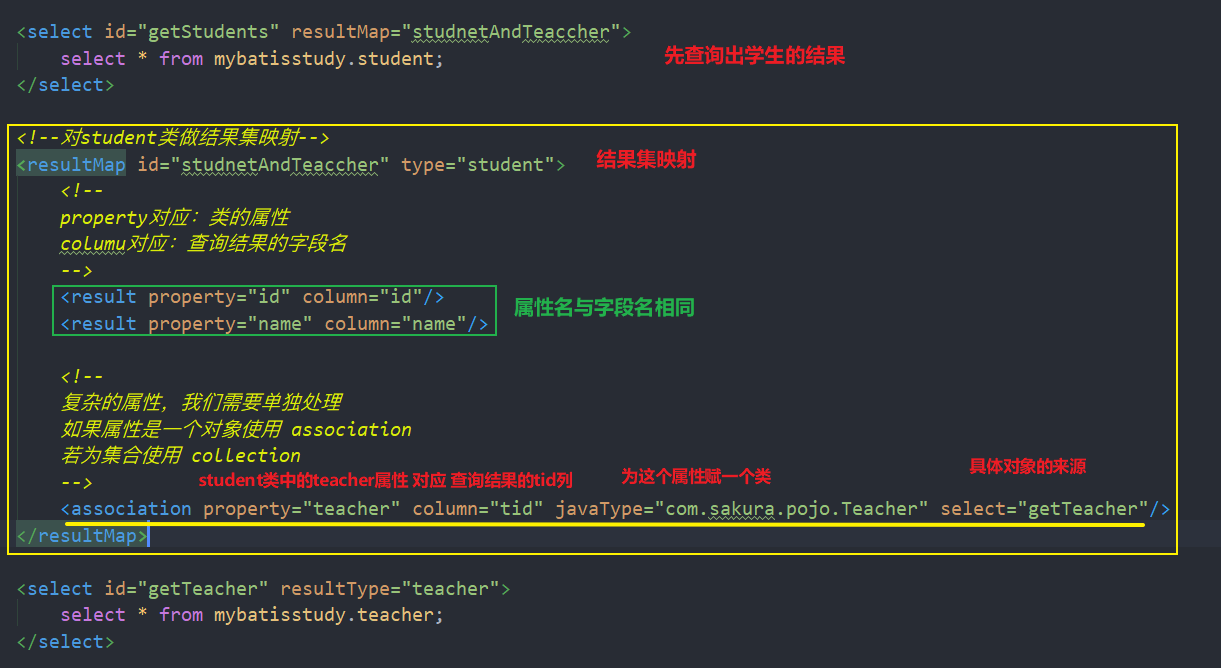 <select id="getStudents" resultMap="studnetAndTeaccher">
select * from mybatisstudy.student;
先查询出学生的结果
</select>
<!--对student类做结果集映射-->
<resultMap id="studnetAndTeaccher" type="student">
结果集映射
<!--
property对应：类的属性
columu对应：查询结果的字段名
-->
<result property="id" column="id"/>
<result property="name" column="name"/>
属性名与字段名相同
<!--
复杂的属性，我们需要单独处理
如果属性是一个对象使用 association
若为集合使用 collection
-->
student类中的teacher属性 对应 查询结果的tid列
为这个属性赋一个类
具体对象的来源
<association property="teacher" column="tid" javaType="com.sakura.pojo.Teacher" select="getTeacher"/>
</resultMap>
<select id="getTeacher" resultType="teacher">
select * from mybatisstudy.teacher;
</select>